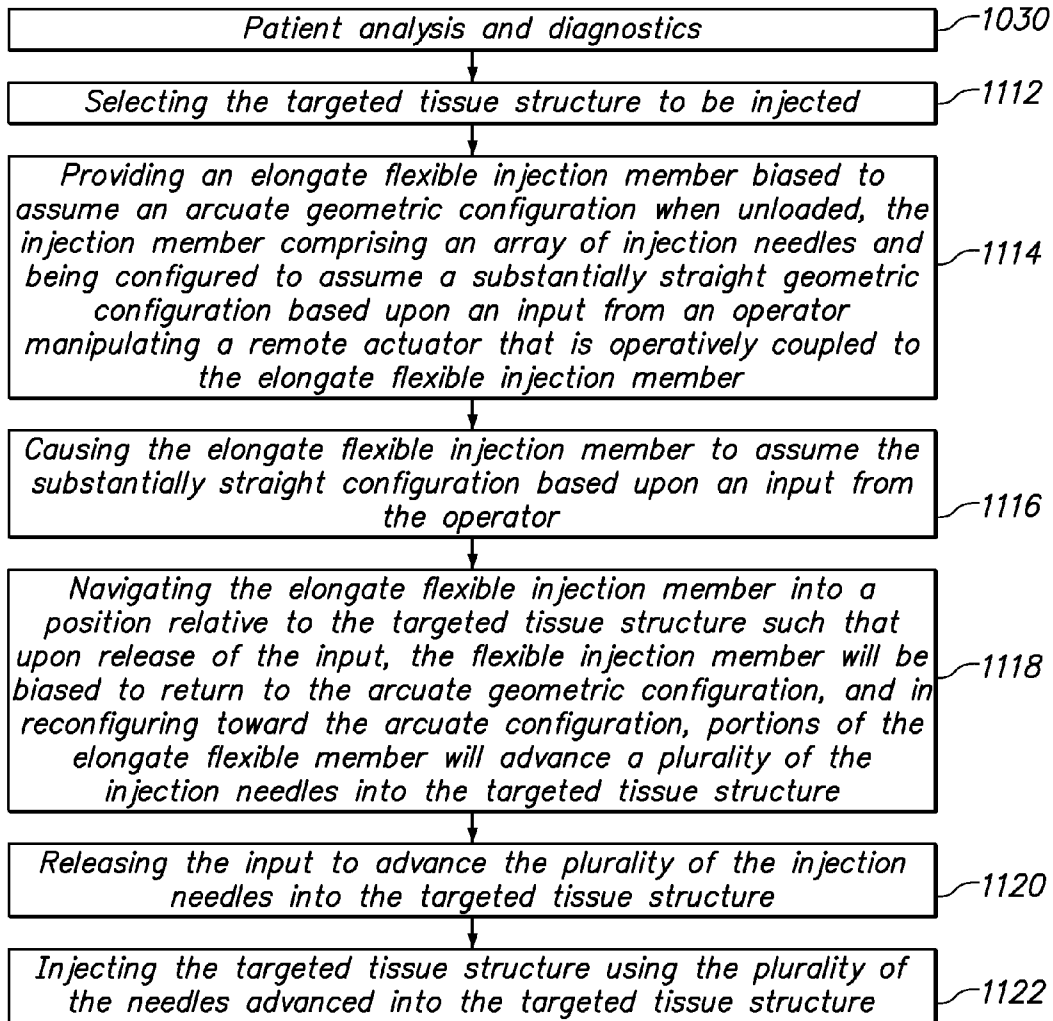 Patient analysis and diagnostics
1030
Selecting the targeted tissue structure to be injected
1112
Providing an elongate flexible injection member biased to
assume an arcuate geometric configuration when unloaded, the
injection member comprising an array of injection needles and
being configured to assume a substantially straight geometric
configuration based upon an input from an operator
manipulating a remote actuator that is operatively coupled to
the elongate flexible injection member
1114
Causing the elongate flexible injection member to assume the
substantially straight configuration based upon an input from
the operator
1116
Navigating the elongate flexible injection member into a
position relative to the targeted tissue structure such that
upon release of the input, the flexible injection member will be
biased to return to the arcuate geometric configuration, and in
reconfiguring toward the arcuate configuration, portions of the
elongate flexible member will advance a plurality of the
injection needles into the targeted tissue structure
1118
Releasing the input to advance the plurality of the injection
needles into the targeted tissue structure
1120
Injecting the targeted tissue structure using the plurality of
the needles advanced into the targeted tissue structure
1122